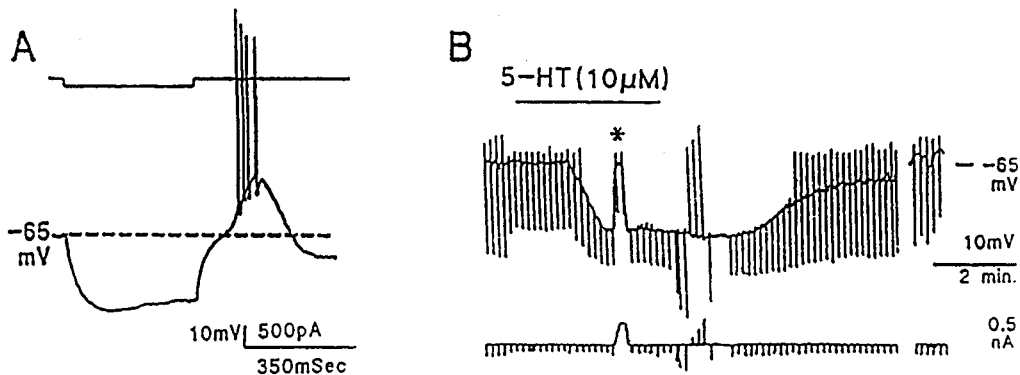 A
-65
mV
10mV 500pA
350mSec
B
5-HT(10µM)
*
-65
mV
10mV
2 min.
0.5
nA